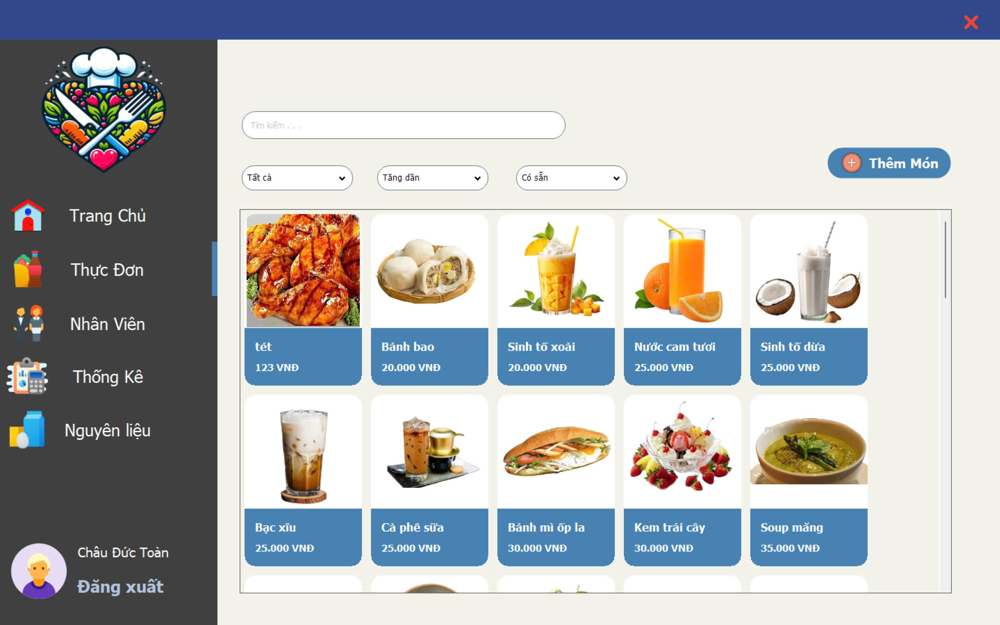 Tìm kiếm . . .
Thêm Món
Tất cả
Tăng dần
Có sẵn
Trang Chủ
Thực Đơn
Nhân Viên
Thống Kê
Nguyên liệu
Châu Đức Toàn
Đăng xuất
tét
123 VNĐ
Bánh bao
20.000 VNĐ
Sinh tố xoài
20.000 VNĐ
Nước cam tươi
25.000 VNĐ
Sinh tố dừa
25.000 VNĐ
Bạc xĩu
25.000 VNĐ
Cà phê sữa
25.000 VNĐ
Bánh mì ốp la
30.000 VNĐ
Kem trái cây
30.000 VNĐ
Soup măng
35.000 VNĐ